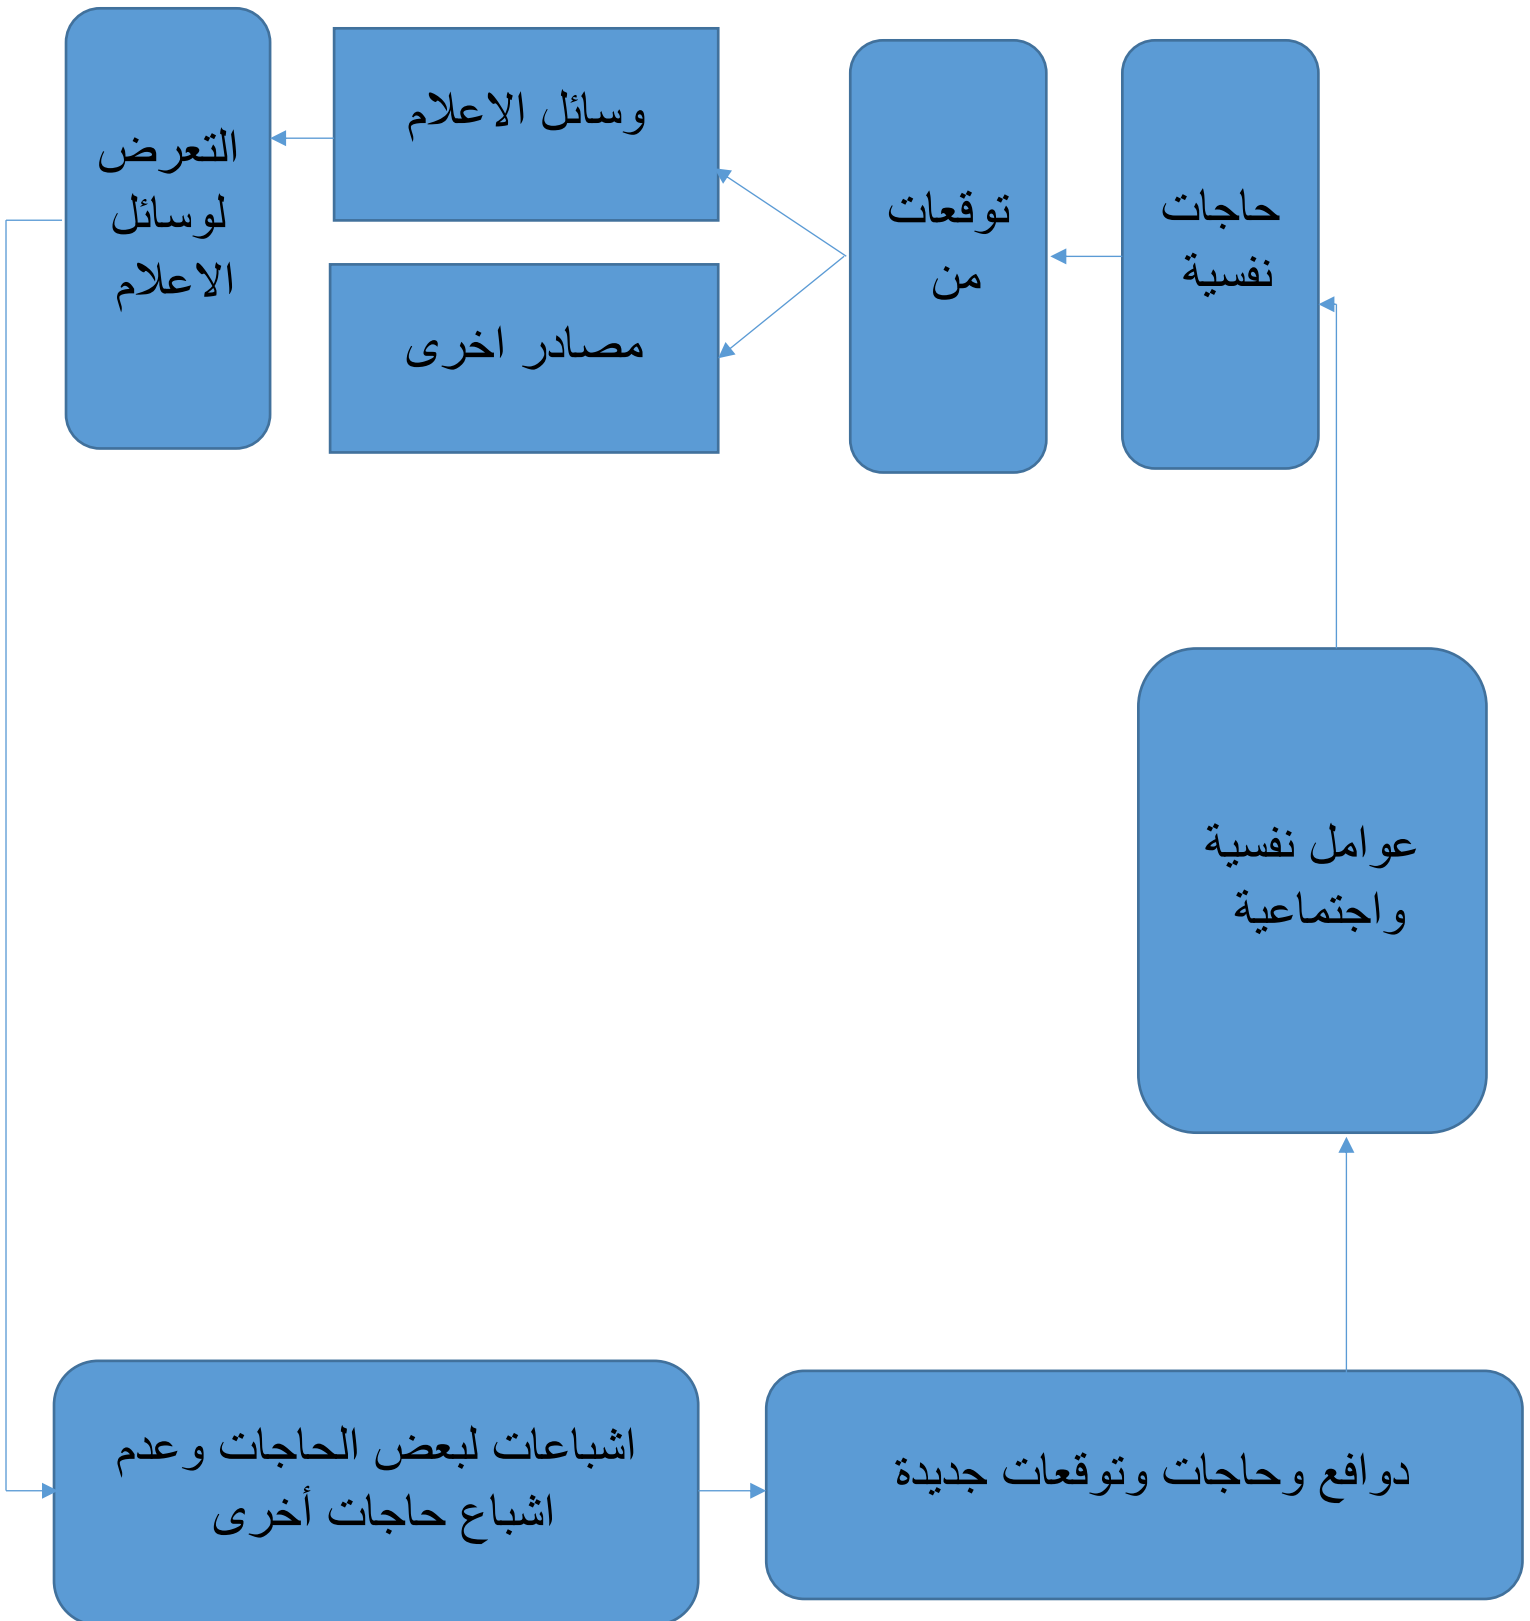 حاجات
نفسية
توقعات
من
وسائل الاعلام
مصادر اخرى
التعرض
لوسائل
الاعلام
عوامل نفسية
واجتماعية
دوافع وحاجات وتوقعات جديدة
اشباعات لبعض الحاجات وعدم
اشباع حاجات أخرى